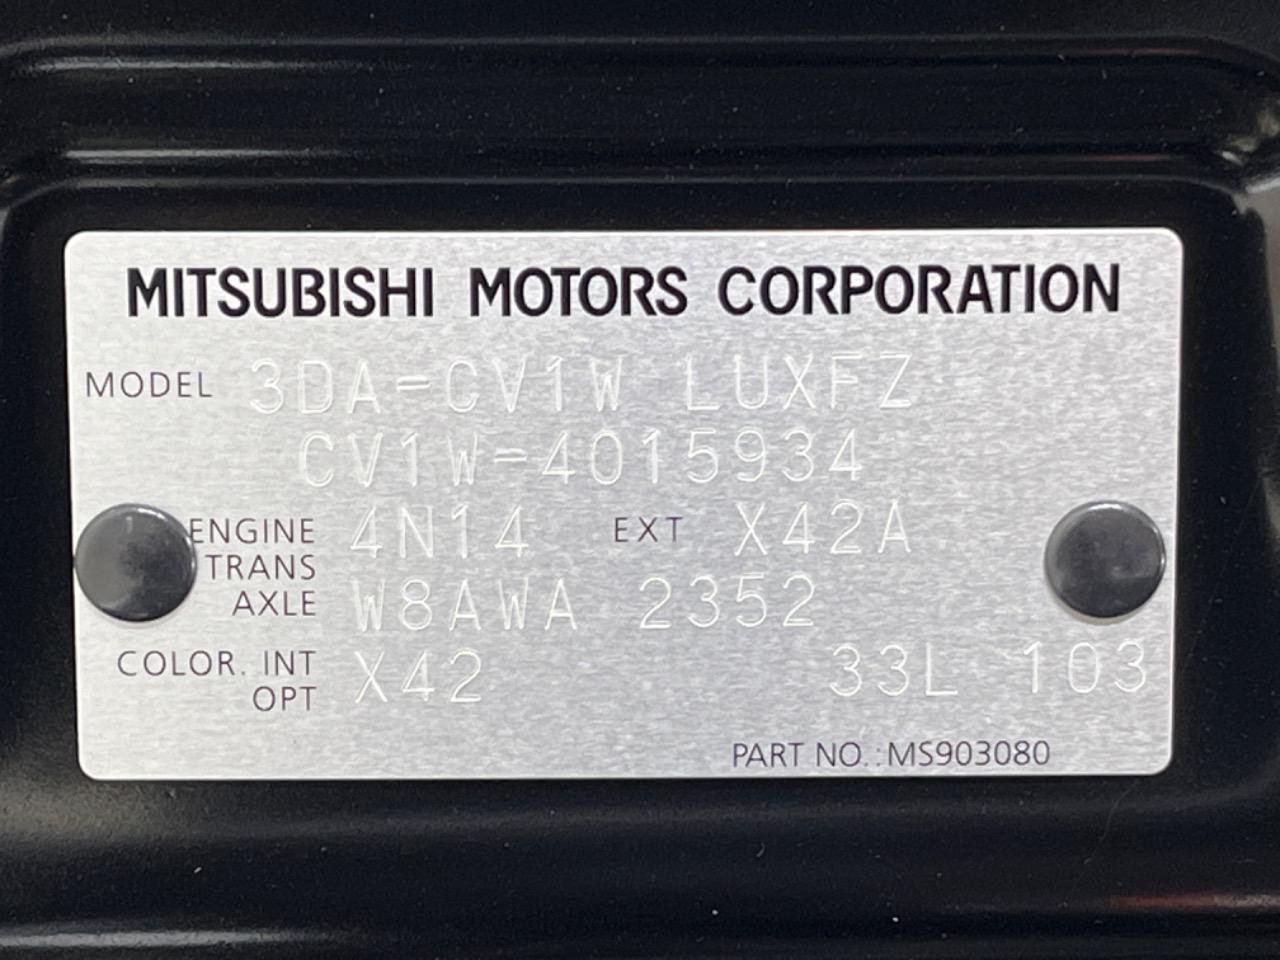 MITSUBISHI MOTORS CORPORATION
MODEL 3DA-CV1W LUXFZ
CV1W-4015934
ENGINE 4N14 EXT X42A
TRANS
AXLE W8AWA 2352
COLOR. INT X42 33L 103
OPT
PART NO.:MS903080